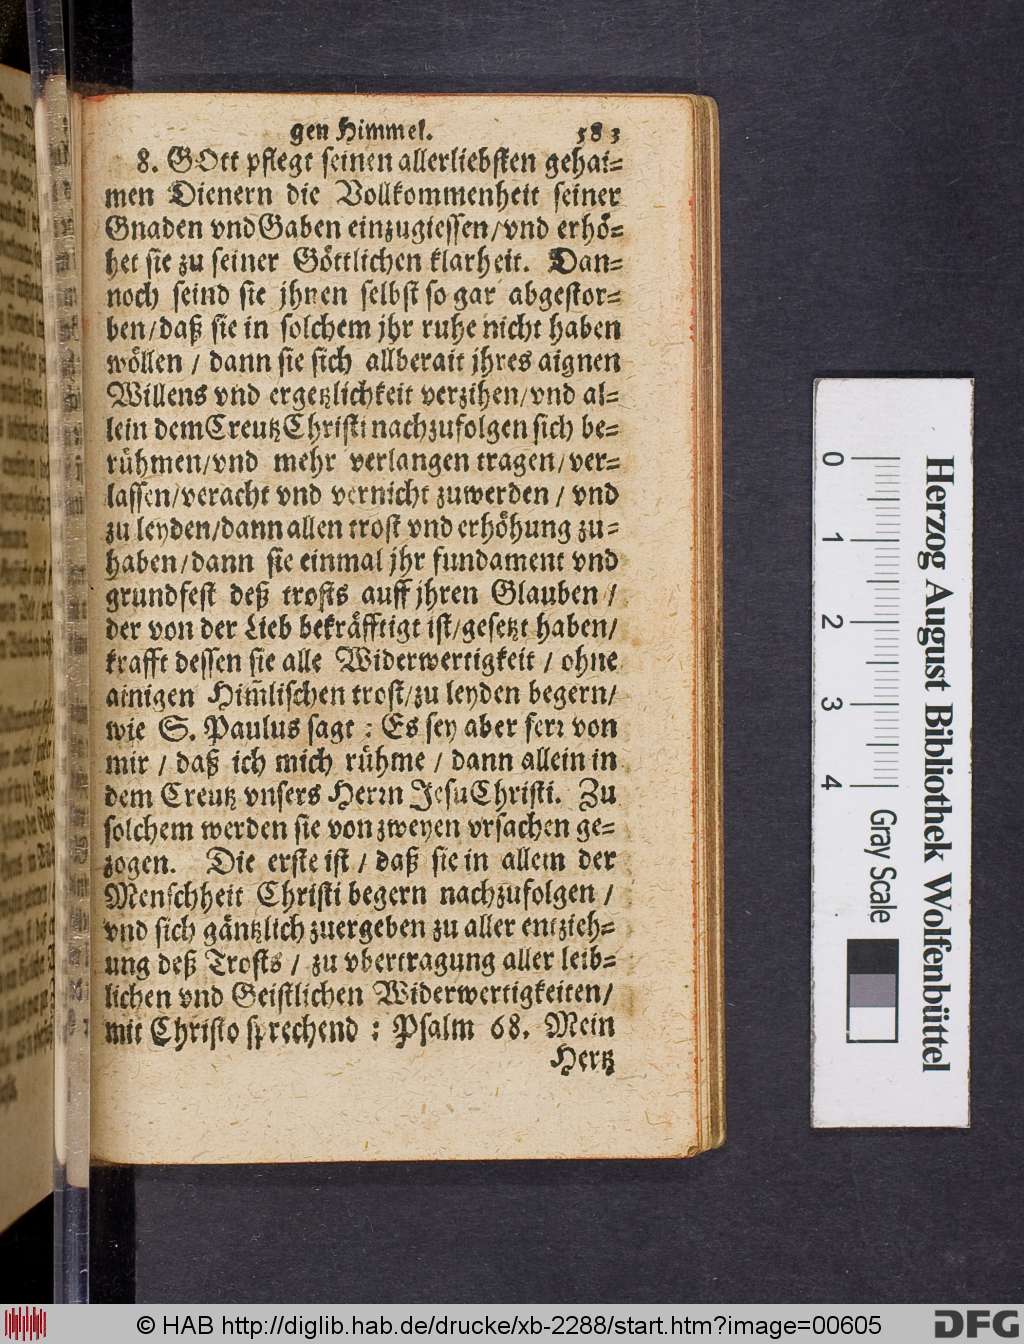 gen Himmel. 583
8. GOtt pflegt seinen allerliebsten gehai=
men Dienern die Vollkommenheit seiner
Gnaden vnd Gaben einzugiessen/vnd erhö=
het sie zu seiner Göttlichen klarheit. Dan=
noch seind sie jhnen selbst so gar abgestor=
ben/daß sie in solchem jhr ruhe nicht haben
wöllen / dann sie sich allberait jhres aignen
Willens vnd ergetzlichkeit verzihen/vnd al=
lein dem Creutz Christi nachzufolgen sich be=
rühmen/vnd mehr verlangen tragen/ver=
lassen/veracht vnd vernicht zuwerden / vnd
zu leyden/dann allen trost vnd erhöhung zu=
haben/dann sie einmal jhr fundament vnd
grundfest deß trosts auff jhren Glauben /
der von der Lieb bekräfftigt ist/gesetzt haben/
krafft dessen sie alle Widerwertigkeit / ohne
ainigen Him̃lischen trost/zu leyden begern/
wie S. Paulus sagt : Es sey aber ferr von
mir / daß ich mich rühme / dann allein in
dem Creutz vnsers Herrn Jesu Christi. Zu
solchem werden sie von zweyen vrsachen ge=
zogen. Die erste ist / daß sie in allem der
Menschheit Christi begern nachzufolgen /
vnd sich gäntzlich zuergeben zu aller entzieh=
ung deß Trosts / zu vbertragung aller leib=
lichen vnd Geistlichen Widerwertigkeiten/
mit Christo sprechend : Psalm 68. Mein
Hertz
0 1 2 3 4 Gray Scale
Herzog August Bibliothek Wolfenbüttel
© HAB http://diglib.hab.de/drucke/xb-2288/start.htm?image=00605
DFG